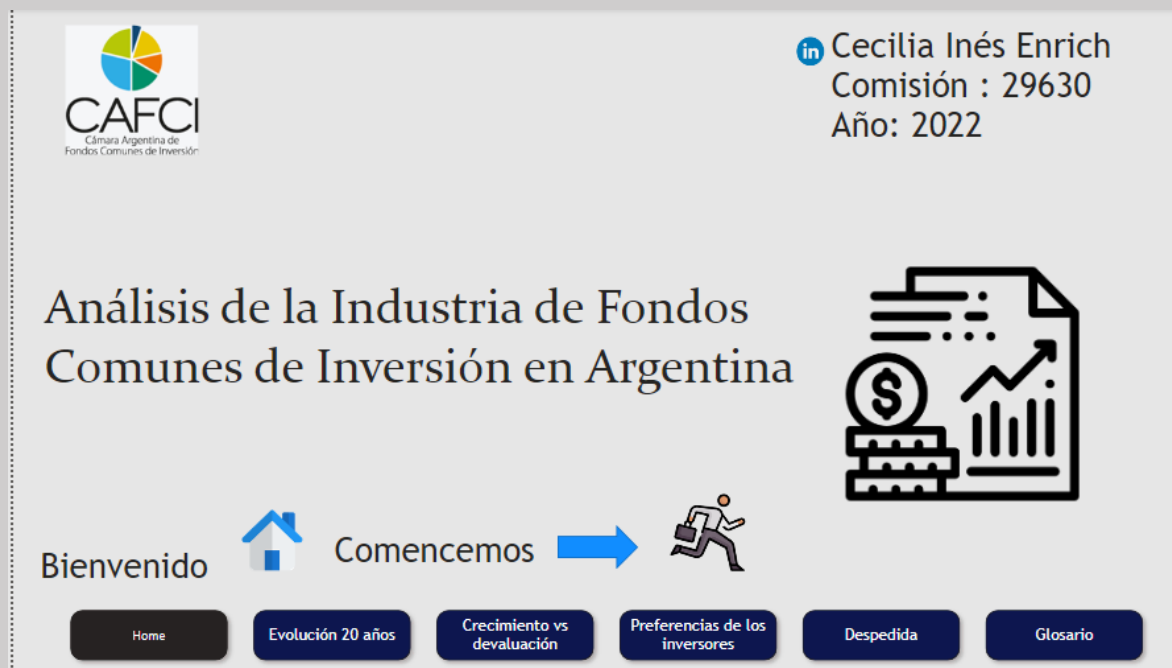 CAFCI
Cámara Argentina de
Fondos Comunes de Inversión
in
Cecilia Inés Enrich
Comisión : 29630
Año: 2022
Análisis de la Industria de Fondos
Comunes de Inversión en Argentina
$
Bienvenido
Comencemos
Home
Evolución 20 años
Crecimiento vs
devaluación
Preferencias de los
inversores
Despedida
Glosario